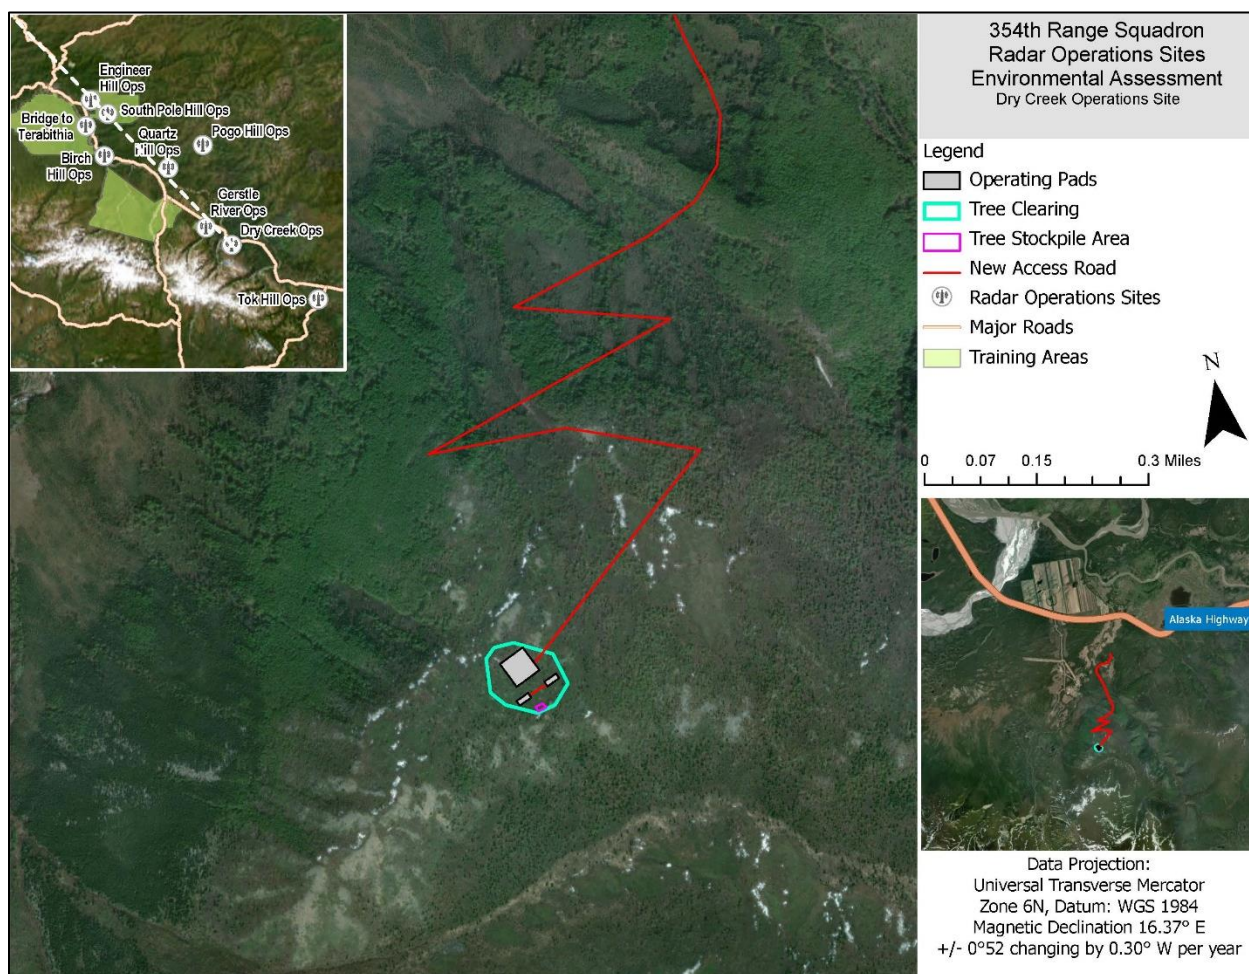 354th Range Squadron
Radar Operations Sites
Environmental Assessment
Dry Creek Operations Site
Legend
Operating Pads
Tree Clearing
Tree Stockpile Area
New Access Road
Radar Operations Sites
Major Roads
Training Areas
N
0 0.07 0.15 0.3 Miles
Engineer
Hill Ops
South Pole Hill Ops
Bridge to
Terabithia
Quartz
Hill Ops
Pogo Hill Ops
Birch
Hill Ops
Gerstle
River Ops
Dry Creek Ops
Tok Hill Ops
Alaska Highway
Data Projection:
Universal Transverse Mercator
Zone 6N, Datum: WGS 1984
Magnetic Declination 16.37° E
+/- 0°52 changing by 0.30° W per year